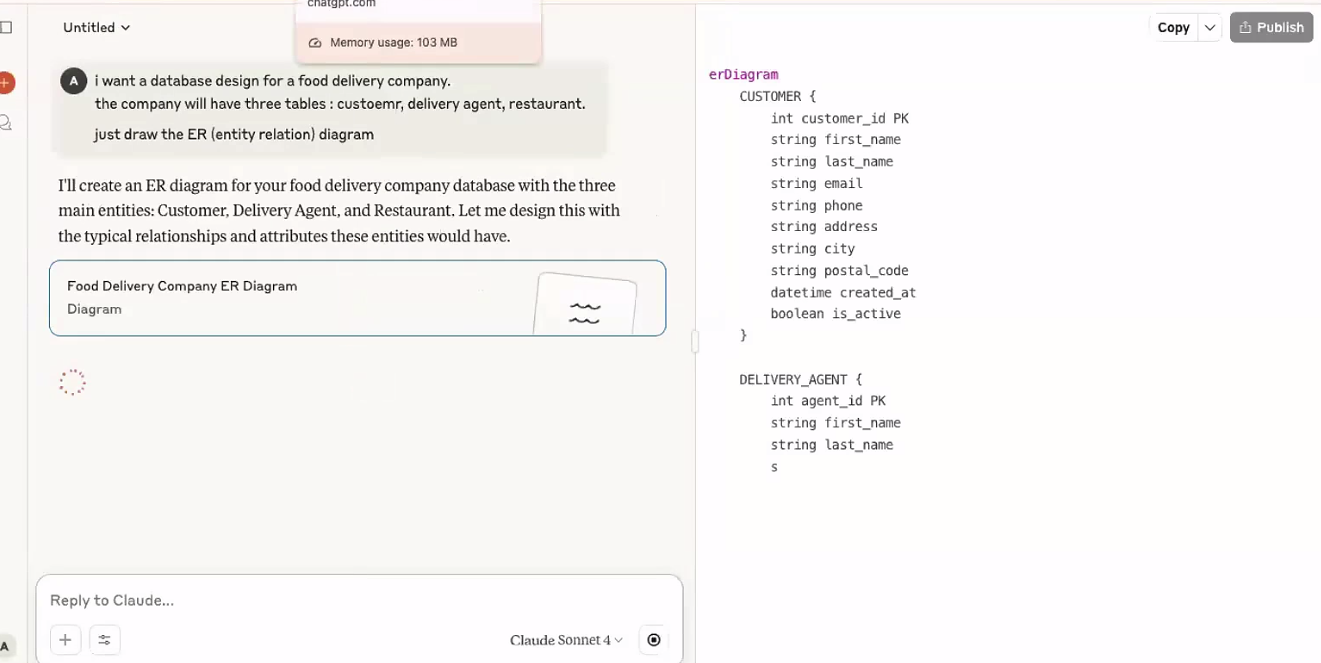 chatgpt.com
Memory usage: 103 MB
Untitled
A
i want a database design for a food delivery company.
the company will have three tables : custoemr, delivery agent, restaurant.
just draw the ER (entity relation) diagram
I'll create an ER diagram for your food delivery company database with the three
main entities: Customer, Delivery Agent, and Restaurant. Let me design this with
the typical relationships and attributes these entities would have.
Food Delivery Company ER Diagram
Diagram
Reply to Claude...
Claude Sonnet 4
A
Copy
Publish
erDiagram
CUSTOMER {
int customer_id PK
string first_name
string last_name
string email
string phone
string address
string city
string postal_code
datetime created_at
boolean is_active
}
DELIVERY_AGENT {
int agent_id PK
string first_name
string last_name
s